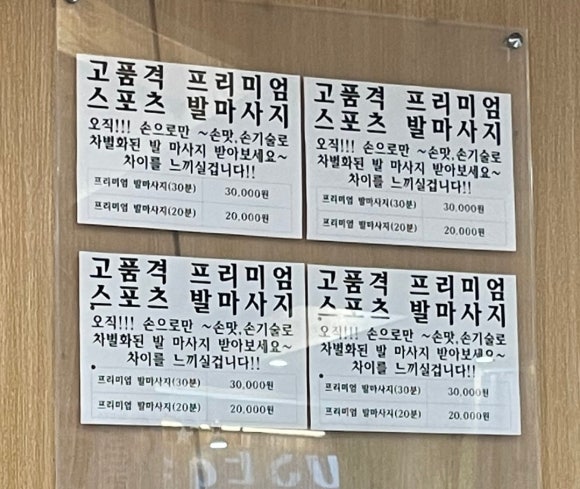 고품격 프리미엄
스포츠 발마사지
오직!!! 손으로만 ~손맛,손기술로
차별화된 발 마사지 받아보세요~
차이를 느끼실겁니다!!
프리미엄 발마사지(30분) 30,000원
프리미엄 발마사지(20분) 20,000원
고품격 프리미엄
스포츠 발마사지
오직!!! 손으로만 ~손맛,손기술로
차별화된 발 마사지 받아보세요~
차이를 느끼실겁니다!!
프리미엄 발마사지(30분) 30,000원
프리미엄 발마사지(20분) 20,000원
고품격 프리미엄
스포츠 발마사지
오직!!! 손으로만 ~손맛,손기술로
차별화된 발 마사지 받아보세요~
차이를 느끼실겁니다!!
프리미엄 발마사지(30분) 30,000원
프리미엄 발마사지(20분) 20,000원
고품격 프리미엄
스포츠 발마사지
오직!!! 손으로만 ~손맛,손기술로
차별화된 발 마사지 받아보세요~
차이를 느끼실겁니다!!
프리미엄 발마사지(30분) 30,000원
프리미엄 발마사지(20분) 20,000원